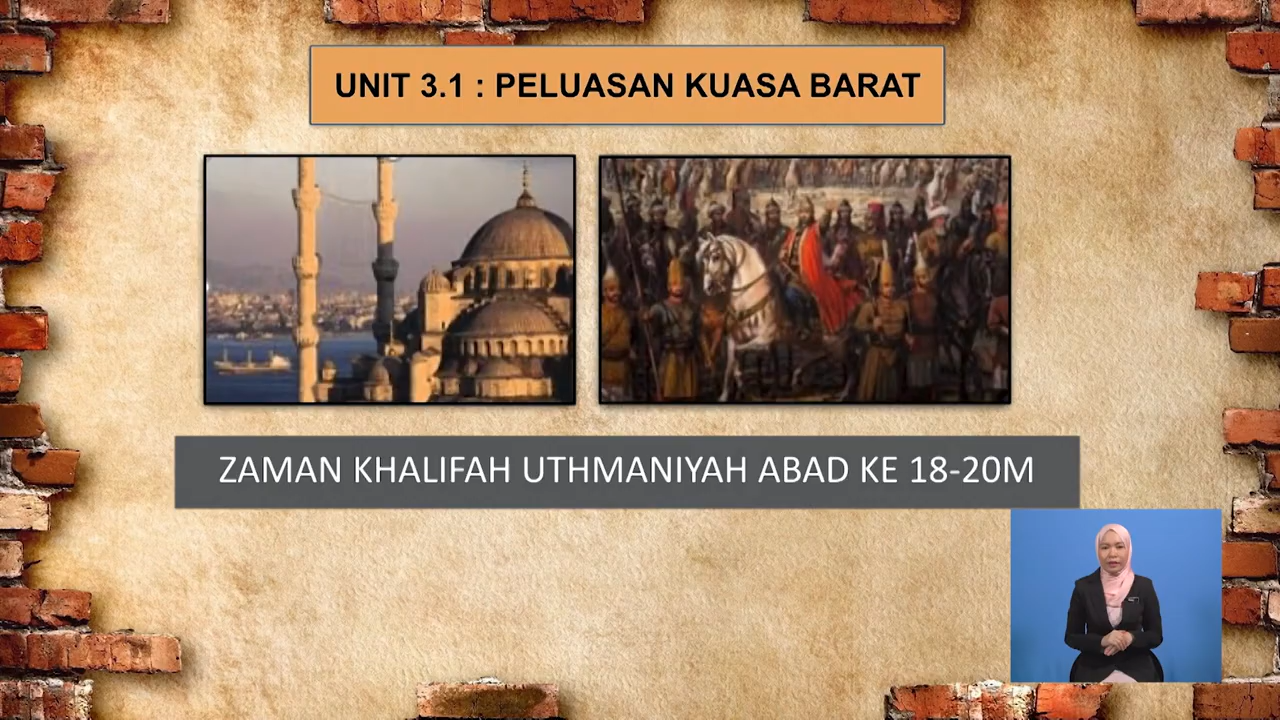 UNIT 3.1 : PELUASAN KUASA BARAT
ZAMAN KHALIFAH UTHMANIYAH ABAD KE 18-20M